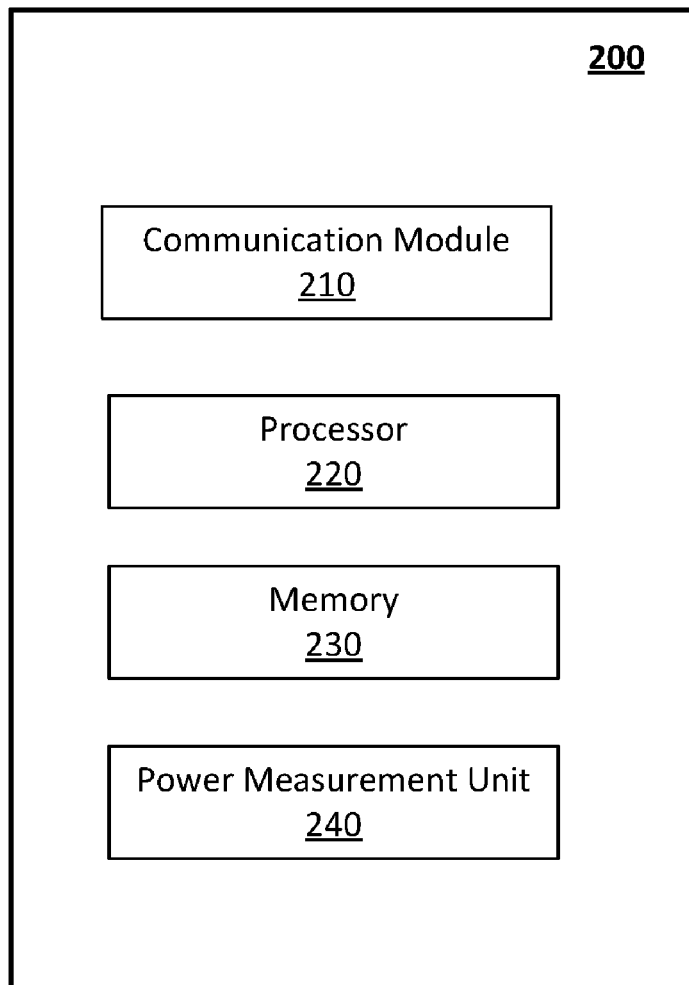 200
Communication Module
210
Processor
220
Memory
230
Power Measurement Unit
240